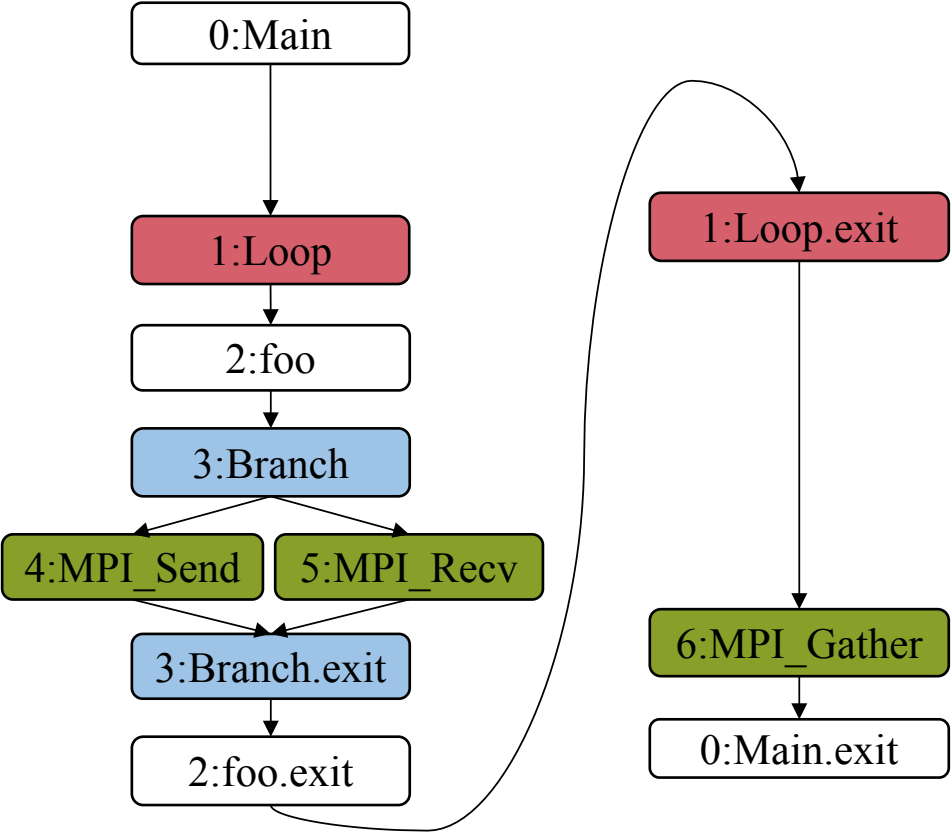 0:Main
1:Loop
2:foo
3:Branch
4:MPI_Send
5:MPI_Recv
3:Branch.exit
2:foo.exit
1:Loop.exit
6:MPI_Gather
0:Main.exit